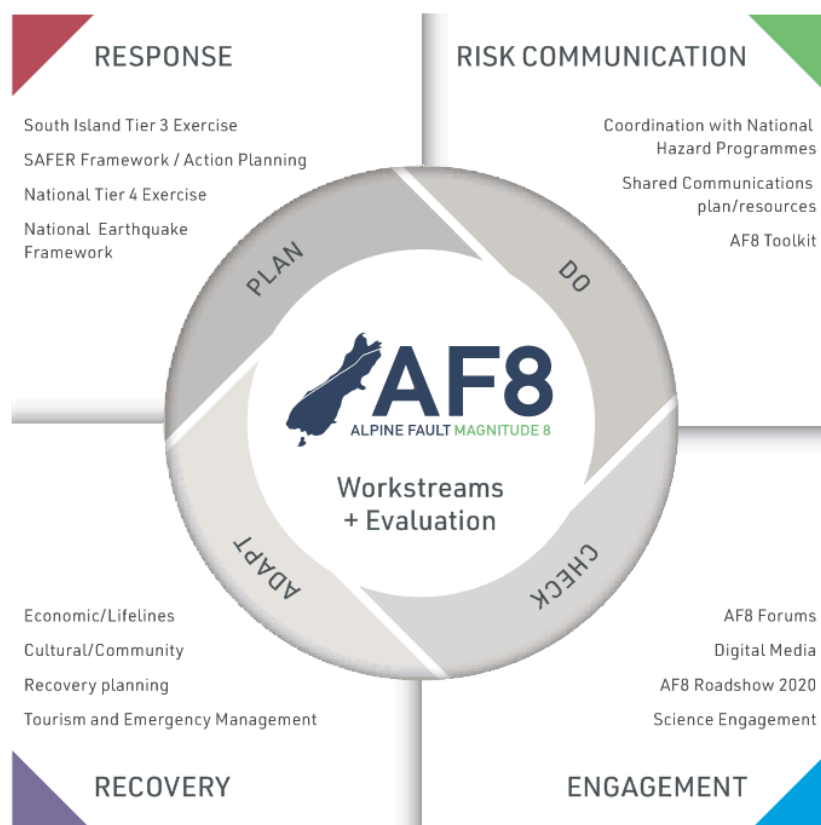 RESPONSE
South Island Tier 3 Exercise
SAFER Framework / Action Planning
National Tier 4 Exercise
National Earthquake
Framework
RISK COMMUNICATION
Coordination with National
Hazard Programmes
Shared Communications
plan/resources
AF8 Toolkit
PLAN
DO
AF8
ALPINE FAULT MAGNITUDE 8
Workstreams
+ Evaluation
ADAPT
CHECK
Economic/Lifelines
Cultural/Community
Recovery planning
Tourism and Emergency Management
RECOVERY
AF8 Forums
Digital Media
AF8 Roadshow 2020
Science Engagement
ENGAGEMENT